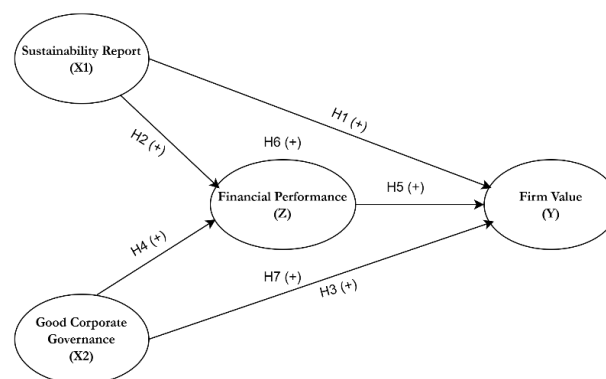 Sustainability Report
(X1)
H1 (+)
H2 (+)
H6 (+)
Financial Performance
(Z)
H5 (+)
Firm Value
(Y)
H4 (+)
H7 (+)
H3 (+)
Good Corporate
Governance
(X2)